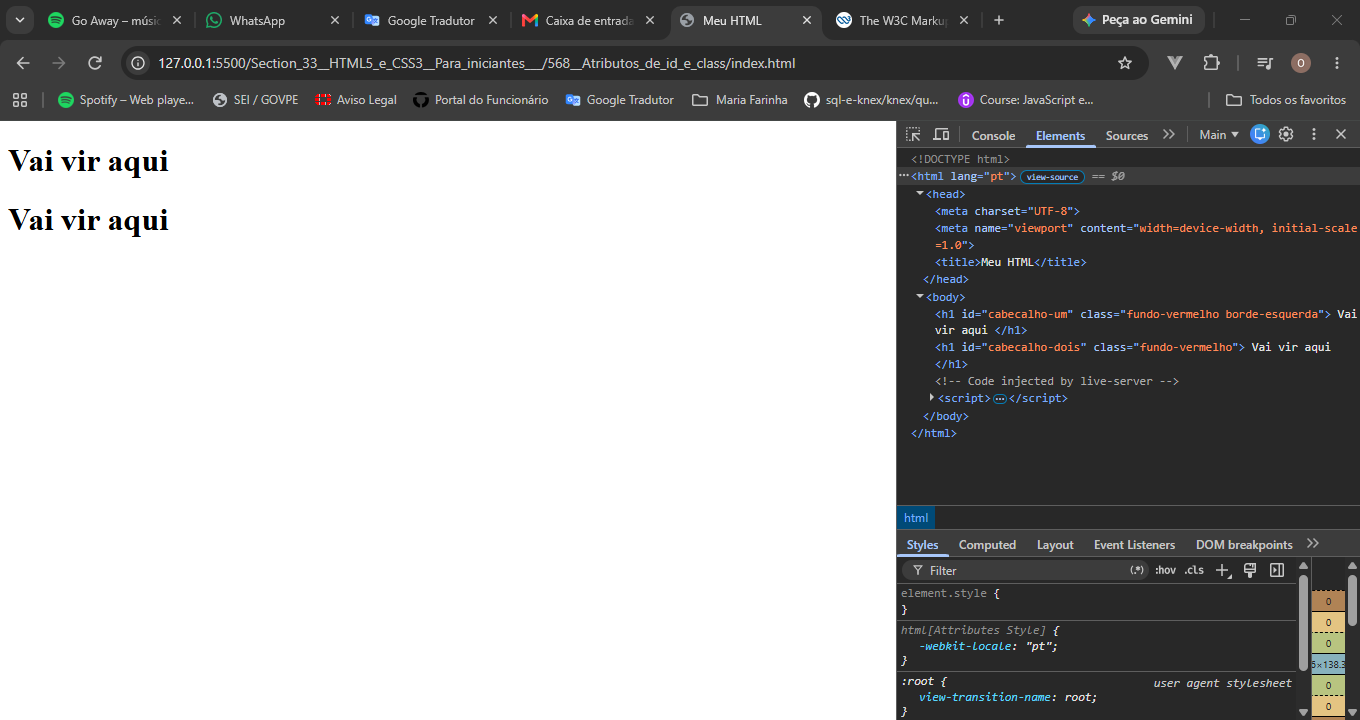 Go Away – músic
WhatsApp
Google Tradutor
Caixa de entrada
Meu HTML
The W3C Marku
Peça ao Gemini
127.0.0.1:5500/Section_33__HTML5_e_CSS3__Para_iniciantes___/568__Atributos_de_id_e_class/index.html
O
Spotify – Web playe...
SEI / GOVPE
Aviso Legal
Portal do Funcionário
Google Tradutor
Maria Farinha
sql-e-knex/knex/qu...
Course: JavaScript e...
Todos os favoritos
Vai vir aqui
Vai vir aqui
Console
Elements
Sources
Main
<!DOCTYPE html>
<html lang="pt"> view-source == $0
<head>
<meta charset="UTF-8">
<meta name="viewport" content="width=device-width, initial-scale
=1.0">
<title>Meu HTML</title>
</head>
<body>
<h1 id="cabecalho-um" class="fundo-vermelho borde-esquerda"> Vai
vir aqui </h1>
<h1 id="cabecalho-dois" class="fundo-vermelho"> Vai vir aqui
</h1>
<!-- Code injected by live-server -->
<script>…</script>
</body>
</html>
html
Styles
Computed
Layout
Event Listeners
DOM breakpoints
Filter
(.*)
:hov
.cls
element.style {
}
html[Attributes Style] {
-webkit-locale: "pt";
}
:root {
user agent stylesheet
view-transition-name: root;
}
0
0
0
5×138.3
0
0